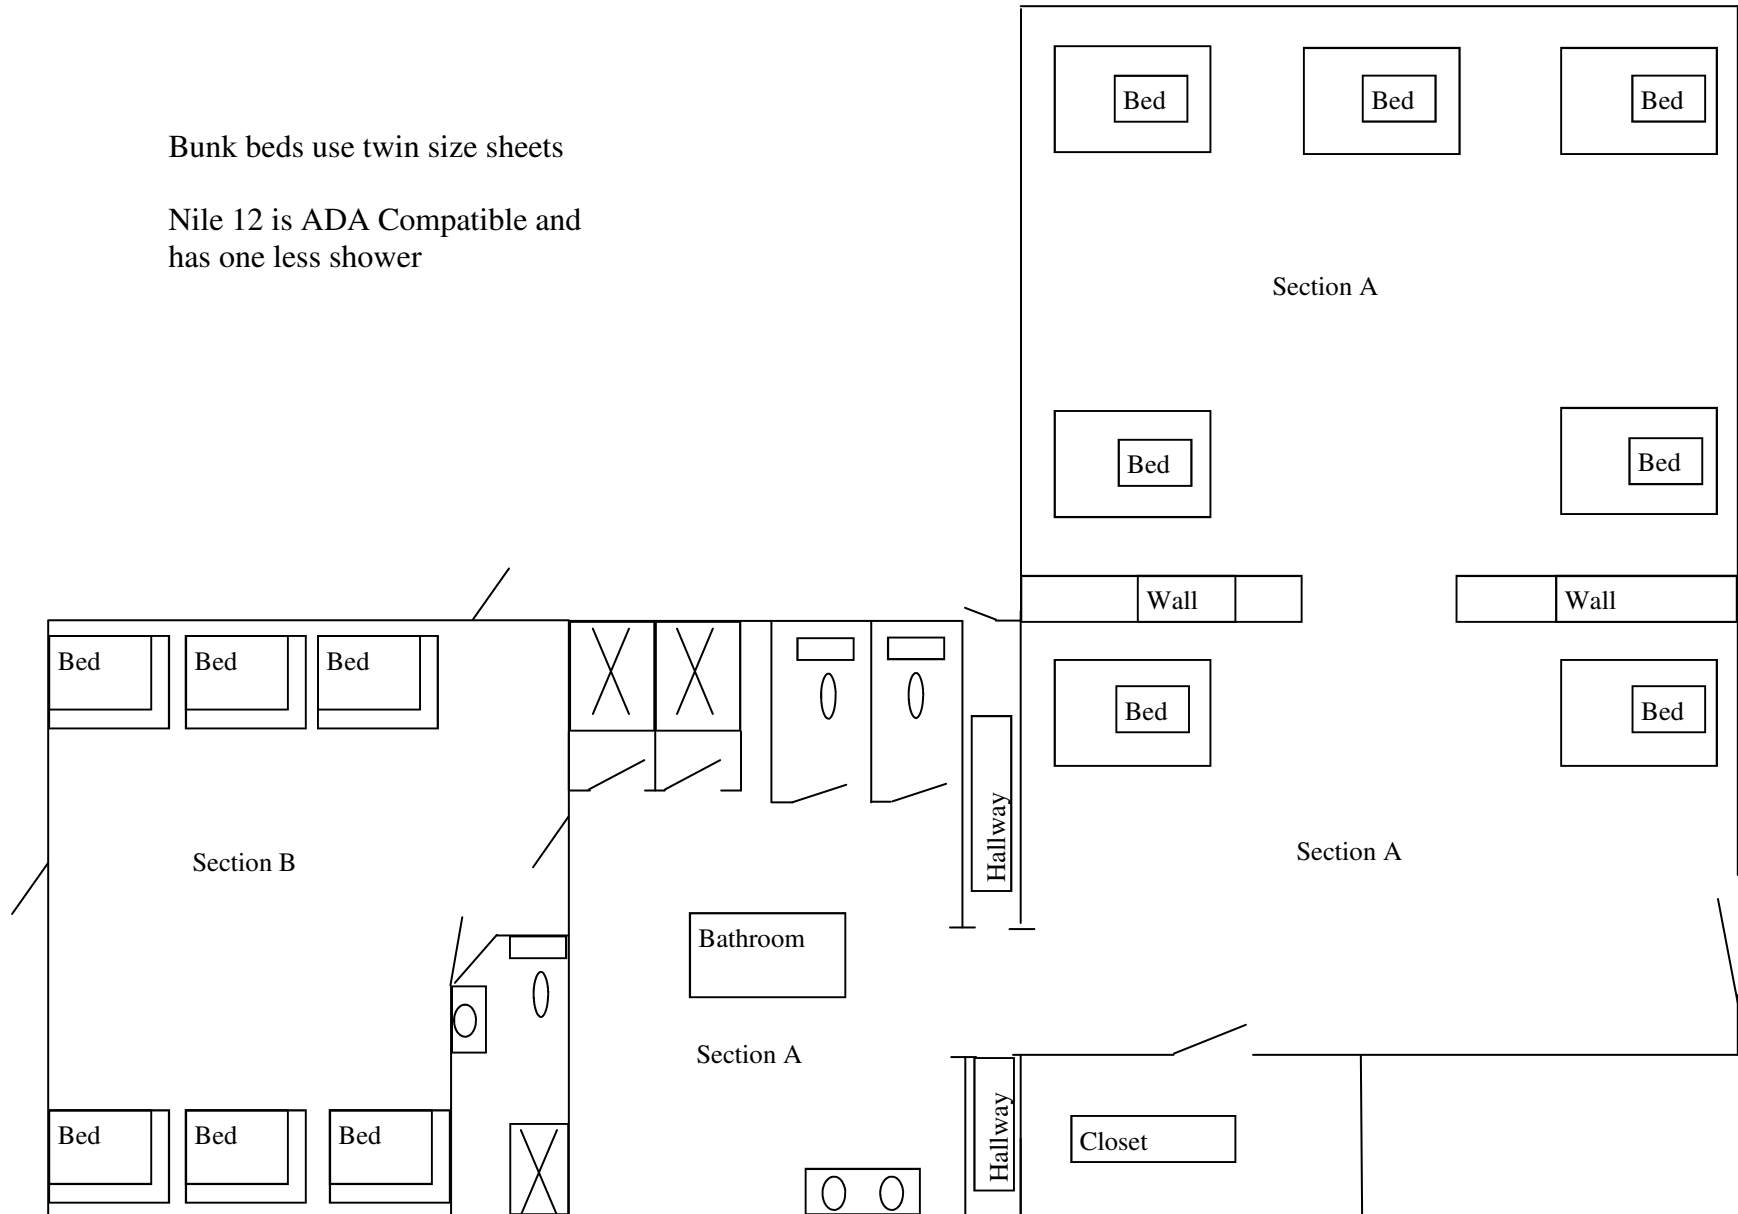 Bed
Bed
Bed
Bunk beds use twin size sheets
Nile 12 is ADA Compatible and
has one less shower
Section A
Bed
Bed
Wall
Wall
Bed
Bed
Bed
Bed
Bed
Hallway
Section B
Section A
Bathroom
Section A
Hallway
Closet
Bed
Bed
Bed